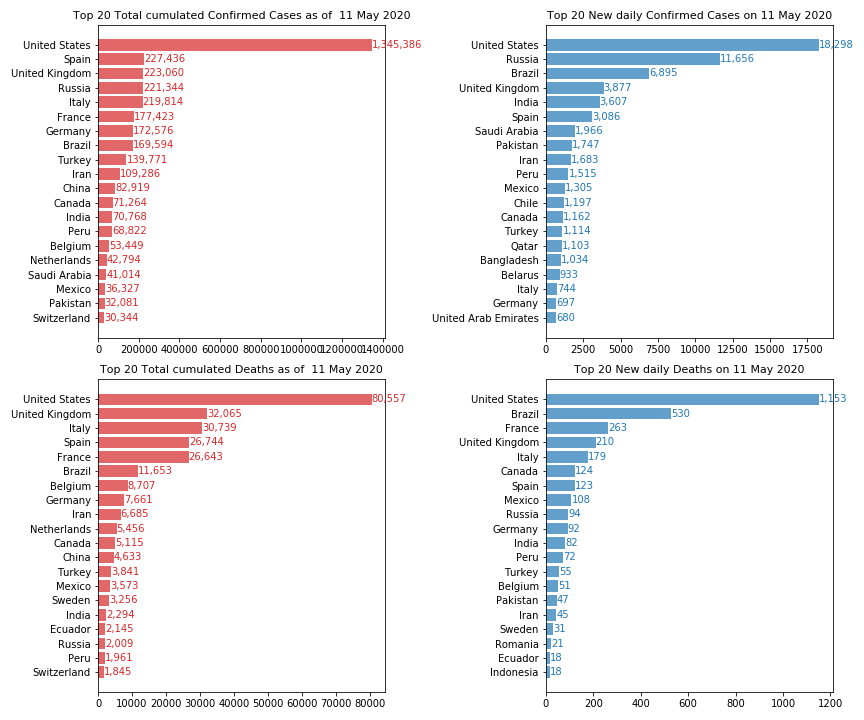 Top 20 Total cumulated Confirmed Cases as of  11 May 2020
United States 1,345,386
Spain 227,436
United Kingdom 223,060
Russia 221,344
Italy 219,814
France 177,423
Germany 172,576
Brazil 169,594
Turkey 139,771
Iran 109,286
China 82,919
Canada 71,264
India 70,768
Peru 68,822
Belgium 53,449
Netherlands 42,794
Saudi Arabia 41,014
Mexico 36,327
Pakistan 32,081
Switzerland 30,344
0 200000 400000 600000 800000 1000000 1200000 1400000
Top 20 New daily Confirmed Cases on 11 May 2020
United States 18,298
Russia 11,656
Brazil 6,895
United Kingdom 3,877
India 3,607
Spain 3,086
Saudi Arabia 1,966
Pakistan 1,747
Iran 1,683
Peru 1,515
Mexico 1,305
Chile 1,197
Canada 1,162
Turkey 1,114
Qatar 1,103
Bangladesh 1,034
Belarus 933
Italy 744
Germany 697
United Arab Emirates 680
0 2500 5000 7500 10000 12500 15000 17500
Top 20 Total cumulated Deaths as of  11 May 2020
United States 80,557
United Kingdom 32,065
Italy 30,739
Spain 26,744
France 26,643
Brazil 11,653
Belgium 8,707
Germany 7,661
Iran 6,685
Netherlands 5,456
Canada 5,115
China 4,633
Turkey 3,841
Mexico 3,573
Sweden 3,256
India 2,294
Ecuador 2,145
Russia 2,009
Peru 1,961
Switzerland 1,845
0 10000 20000 30000 40000 50000 60000 70000 80000
Top 20 New daily Deaths on 11 May 2020
United States 1,153
Brazil 530
France 263
United Kingdom 210
Italy 179
Canada 124
Spain 123
Mexico 108
Russia 94
Germany 92
India 82
Peru 72
Turkey 55
Belgium 51
Pakistan 47
Iran 45
Sweden 31
Romania 21
Ecuador 18
Indonesia 18
0 200 400 600 800 1000 1200